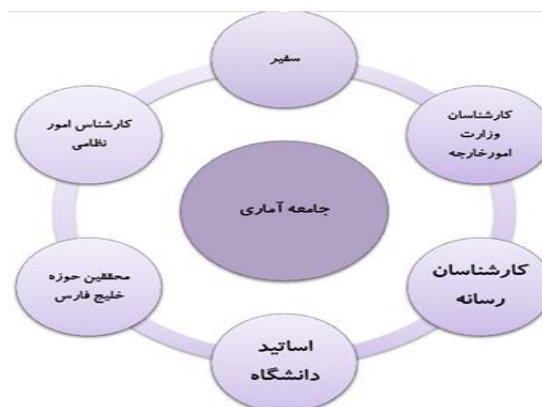 سفیر
کارشناسان
وزارت
امورخارجه
کارشناسان
رسانه
اساتید
دانشگاه
محققین حوزه
خلیج فارس
کارشناس امور
نظامی
جامعه آماری